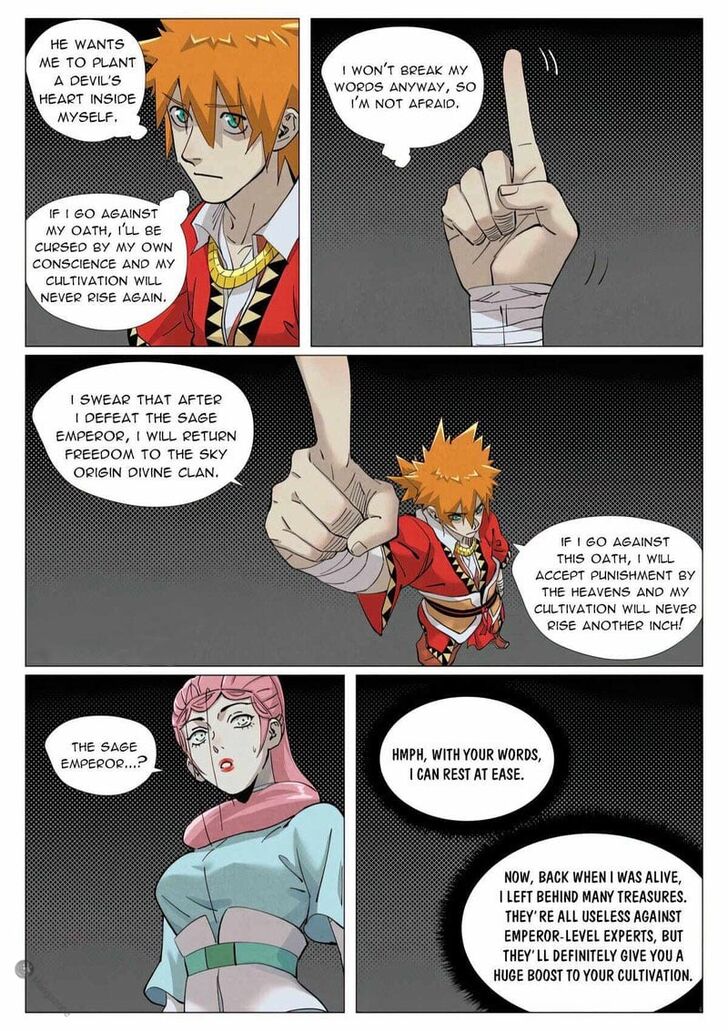 HE WANTS
ME TO PLANT
A DEVIL'S
HEART INSIDE
MYSELF.
IF I GO AGAINST
MY OATH, I'LL BE
CURSED BY MY OWN
CONSCIENCE AND MY
CULTIVATION WILL
NEVER RISE AGAIN.
I WON'T BREAK MY
WORDS ANYWAY, SO
I'M NOT AFRAID.
I SWEAR THAT AFTER
I DEFEAT THE SAGE
EMPEROR, I WILL RETURN
FREEDOM TO THE SKY
ORIGIN DIVINE CLAN.
IF I GO AGAINST
THIS OATH, I WILL
ACCEPT PUNISHMENT BY
THE HEAVENS AND MY
CULTIVATION WILL NEVER
RISE ANOTHER INCH!
THE SAGE
EMPEROR...?
HMPH, WITH YOUR WORDS,
I CAN REST AT EASE.
NOW, BACK WHEN I WAS ALIVE,
I LEFT BEHIND MANY TREASURES.
THEY'RE ALL USELESS AGAINST
EMPEROR-LEVEL EXPERTS, BUT
THEY'LL DEFINITELY GIVE YOU A
HUGE BOOST TO YOUR CULTIVATION.